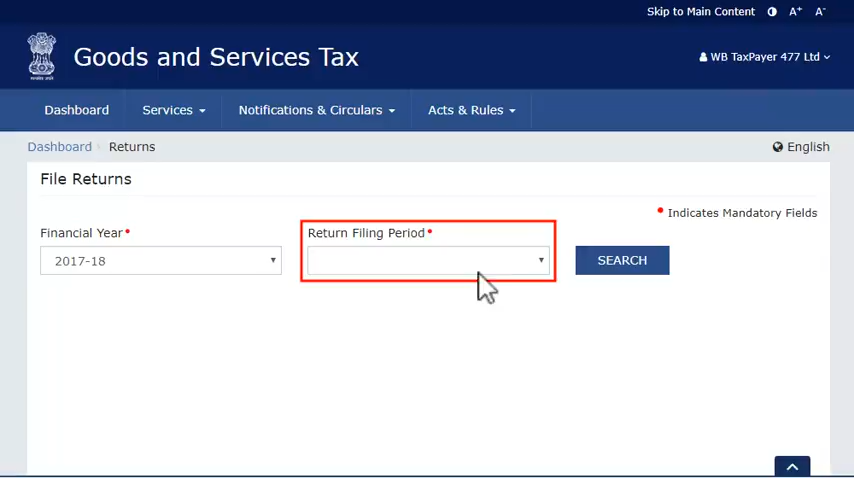 Skip to Main Content A+ A-
Goods and Services Tax
WB TaxPayer 477 Ltd
Dashboard Services Notifications & Circulars Acts & Rules
Dashboard Returns English
File Returns
• Indicates Mandatory Fields
Financial Year• Return Filing Period•
2017-18 SEARCH